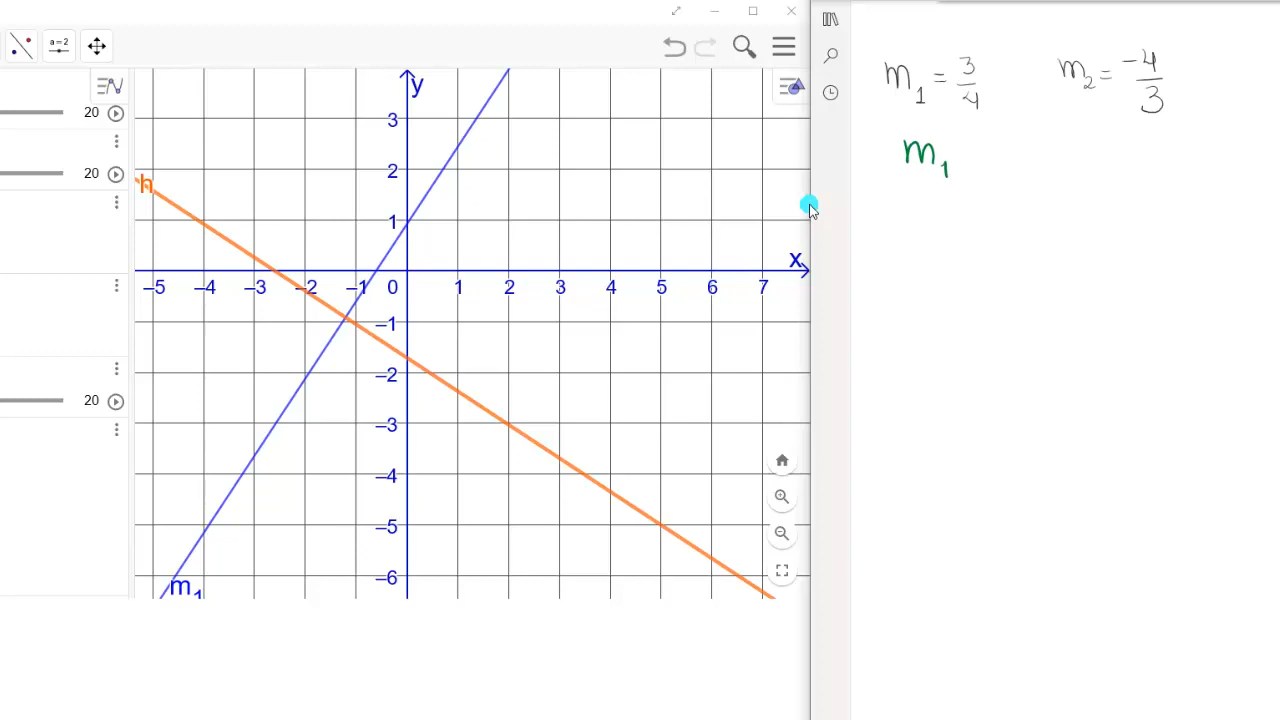 a=2
20
20
20
y
3
2
1
x
–5 –4 –3 –2 –1 0 1 2 3 4 5 6 7
–1
–2
–3
–4
–5
–6
h
m₁
m₁ = 3/4 m₂ = -4/3
m₁